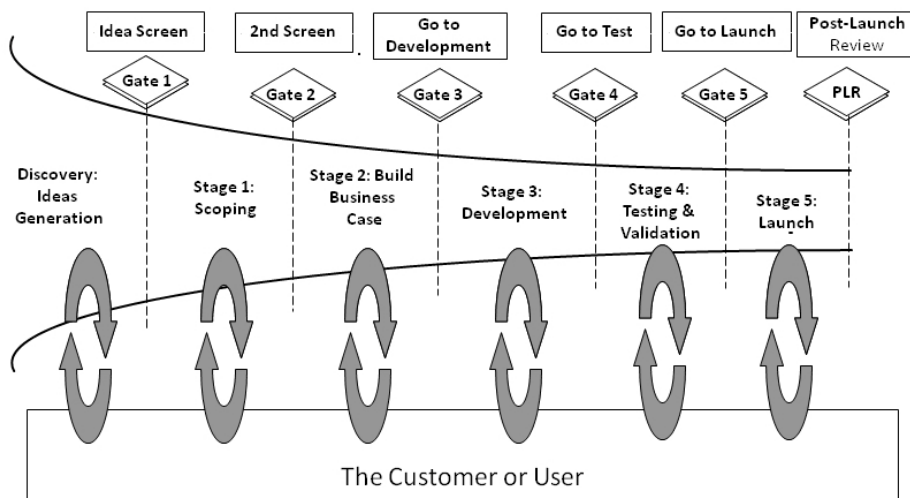 Idea Screen
2nd Screen
.
Go to
Development
Go to Test
Go to Launch
Post-Launch
Review
Gate 1
Gate 2
Gate 3
Gate 4
Gate 5
PLR
Discovery:
Ideas
Generation
Stage 1:
Scoping
Stage 2: Build
Business
Case
Stage 3:
Development
Stage 4:
Testing &
Validation
Stage 5:
Launch
The Customer or User